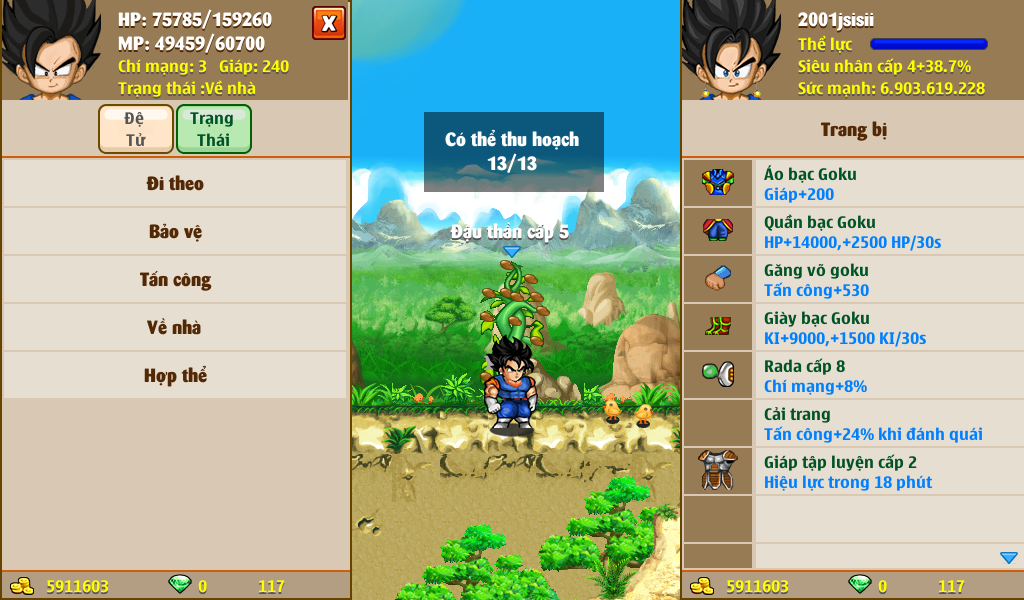 HP: 75785/159260
MP: 49459/60700
Chí mạng: 3 Giáp: 240
Trạng thái :Về nhà
X
Đệ
Tử
Trạng
Thái
Đi theo
Bảo vệ
Tấn công
Về nhà
Hợp thể
5911603
0
117
Có thể thu hoạch
13/13
Đậu thần cấp 5
2001jsisii
Thể lực
Siêu nhân cấp 4+38.7%
Sức mạnh: 6.903.619.228
Trang bị
Áo bạc Goku
Giáp+200
Quần bạc Goku
HP+14000,+2500 HP/30s
Găng võ goku
Tấn công+530
Giày bạc Goku
KI+9000,+1500 KI/30s
Rada cấp 8
Chí mạng+8%
Cải trang
Tấn công+24% khi đánh quái
Giáp tập luyện cấp 2
Hiệu lực trong 18 phút
5911603
0
117